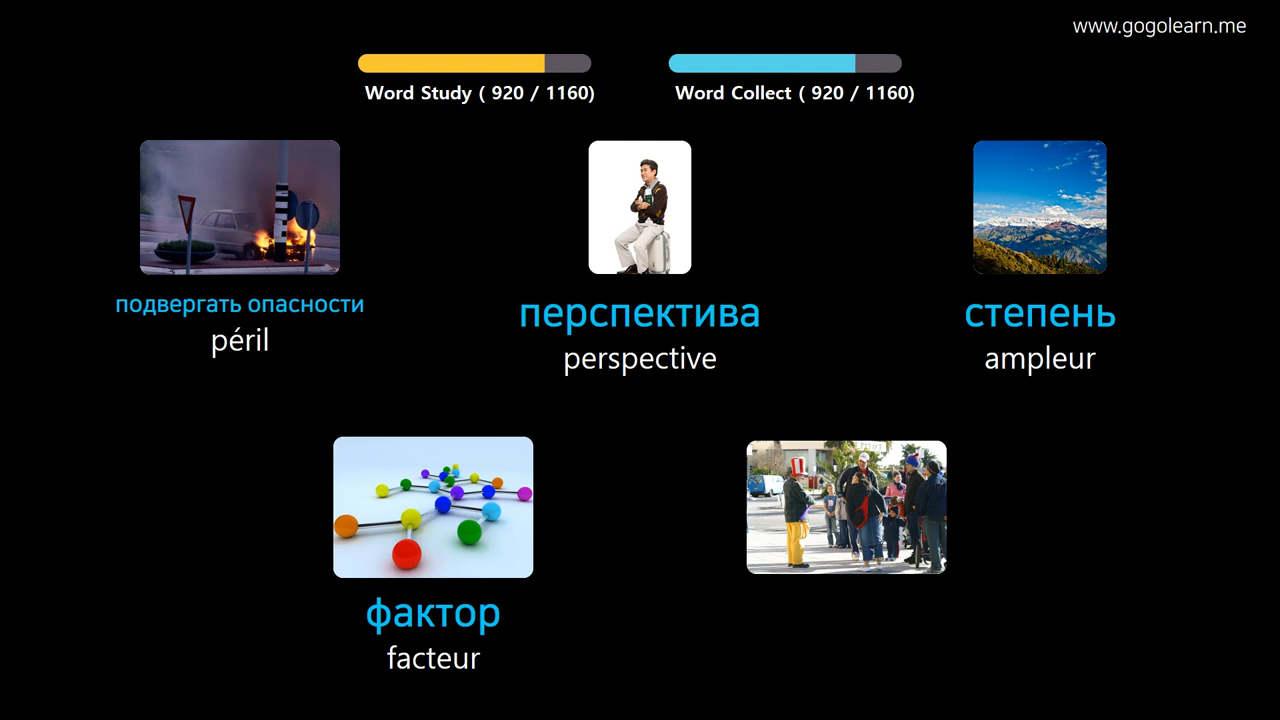 www.gogolearn.me
Word Study ( 920 / 1160)
Word Collect ( 920 / 1160)
подвергать опасности
péril
перспектива
perspective
степень
ampleur
фактор
facteur